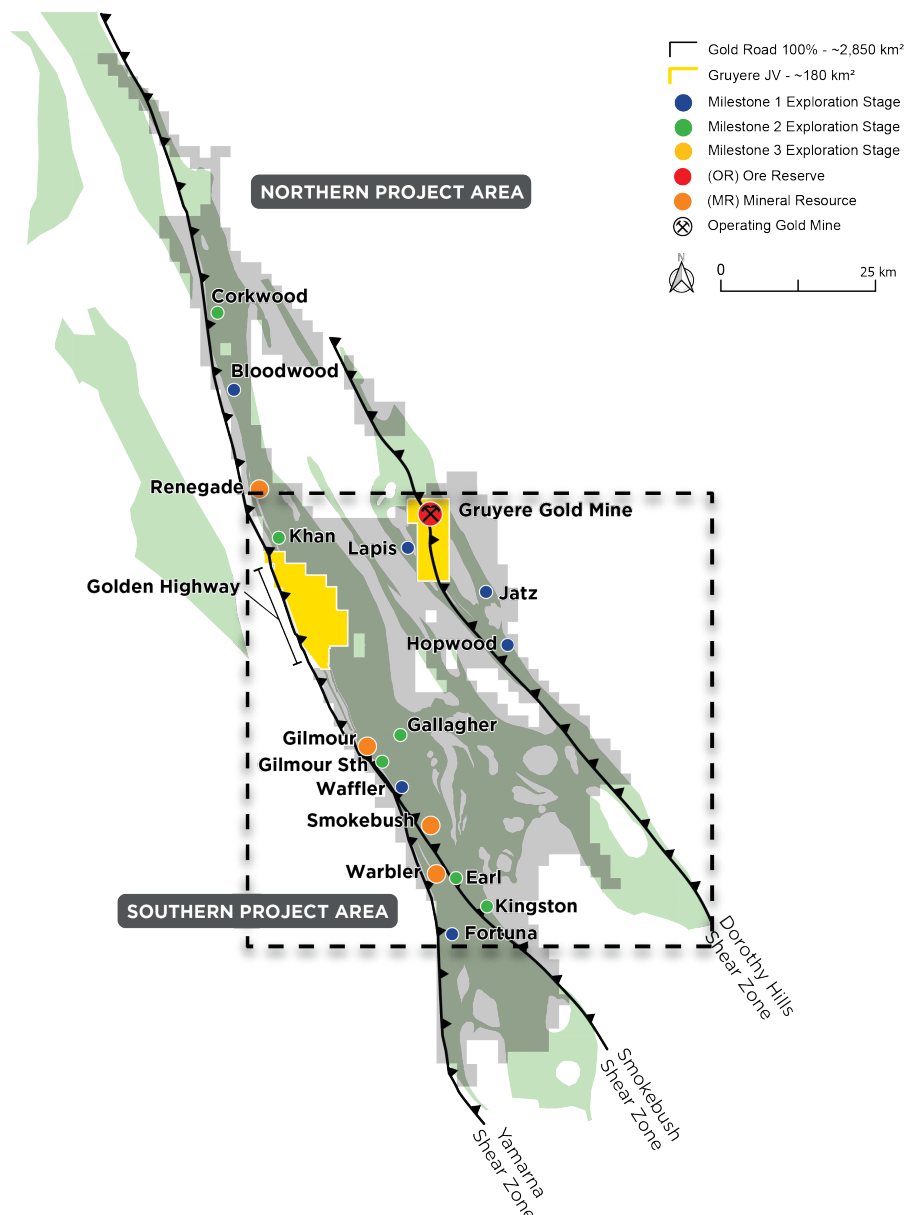 Gold Road 100% - ~2,850 km²
Gruyere JV - ~180 km²
Milestone 1 Exploration Stage
Milestone 2 Exploration Stage
Milestone 3 Exploration Stage
(OR) Ore Reserve
(MR) Mineral Resource
Operating Gold Mine
N
0 25 km
NORTHERN PROJECT AREA
Corkwood
Bloodwood
Renegade
Gruyere Gold Mine
Khan
Lapis
Golden Highway
Jatz
Hopwood
Gallagher
Gilmour
Gilmour Sth
Waffler
Smokebush
Warbler
Earl
Kingston
SOUTHERN PROJECT AREA
Fortuna
Dorothy Hills
Shear Zone
Smokebush
Shear Zone
Yamarna
Shear Zone